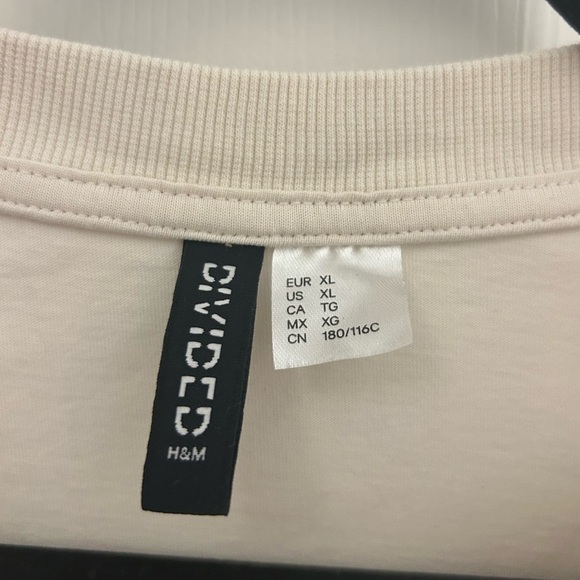 DIVIDED
H&M
EUR XL
US XL
CA TG
MX XG
CN 180/116C